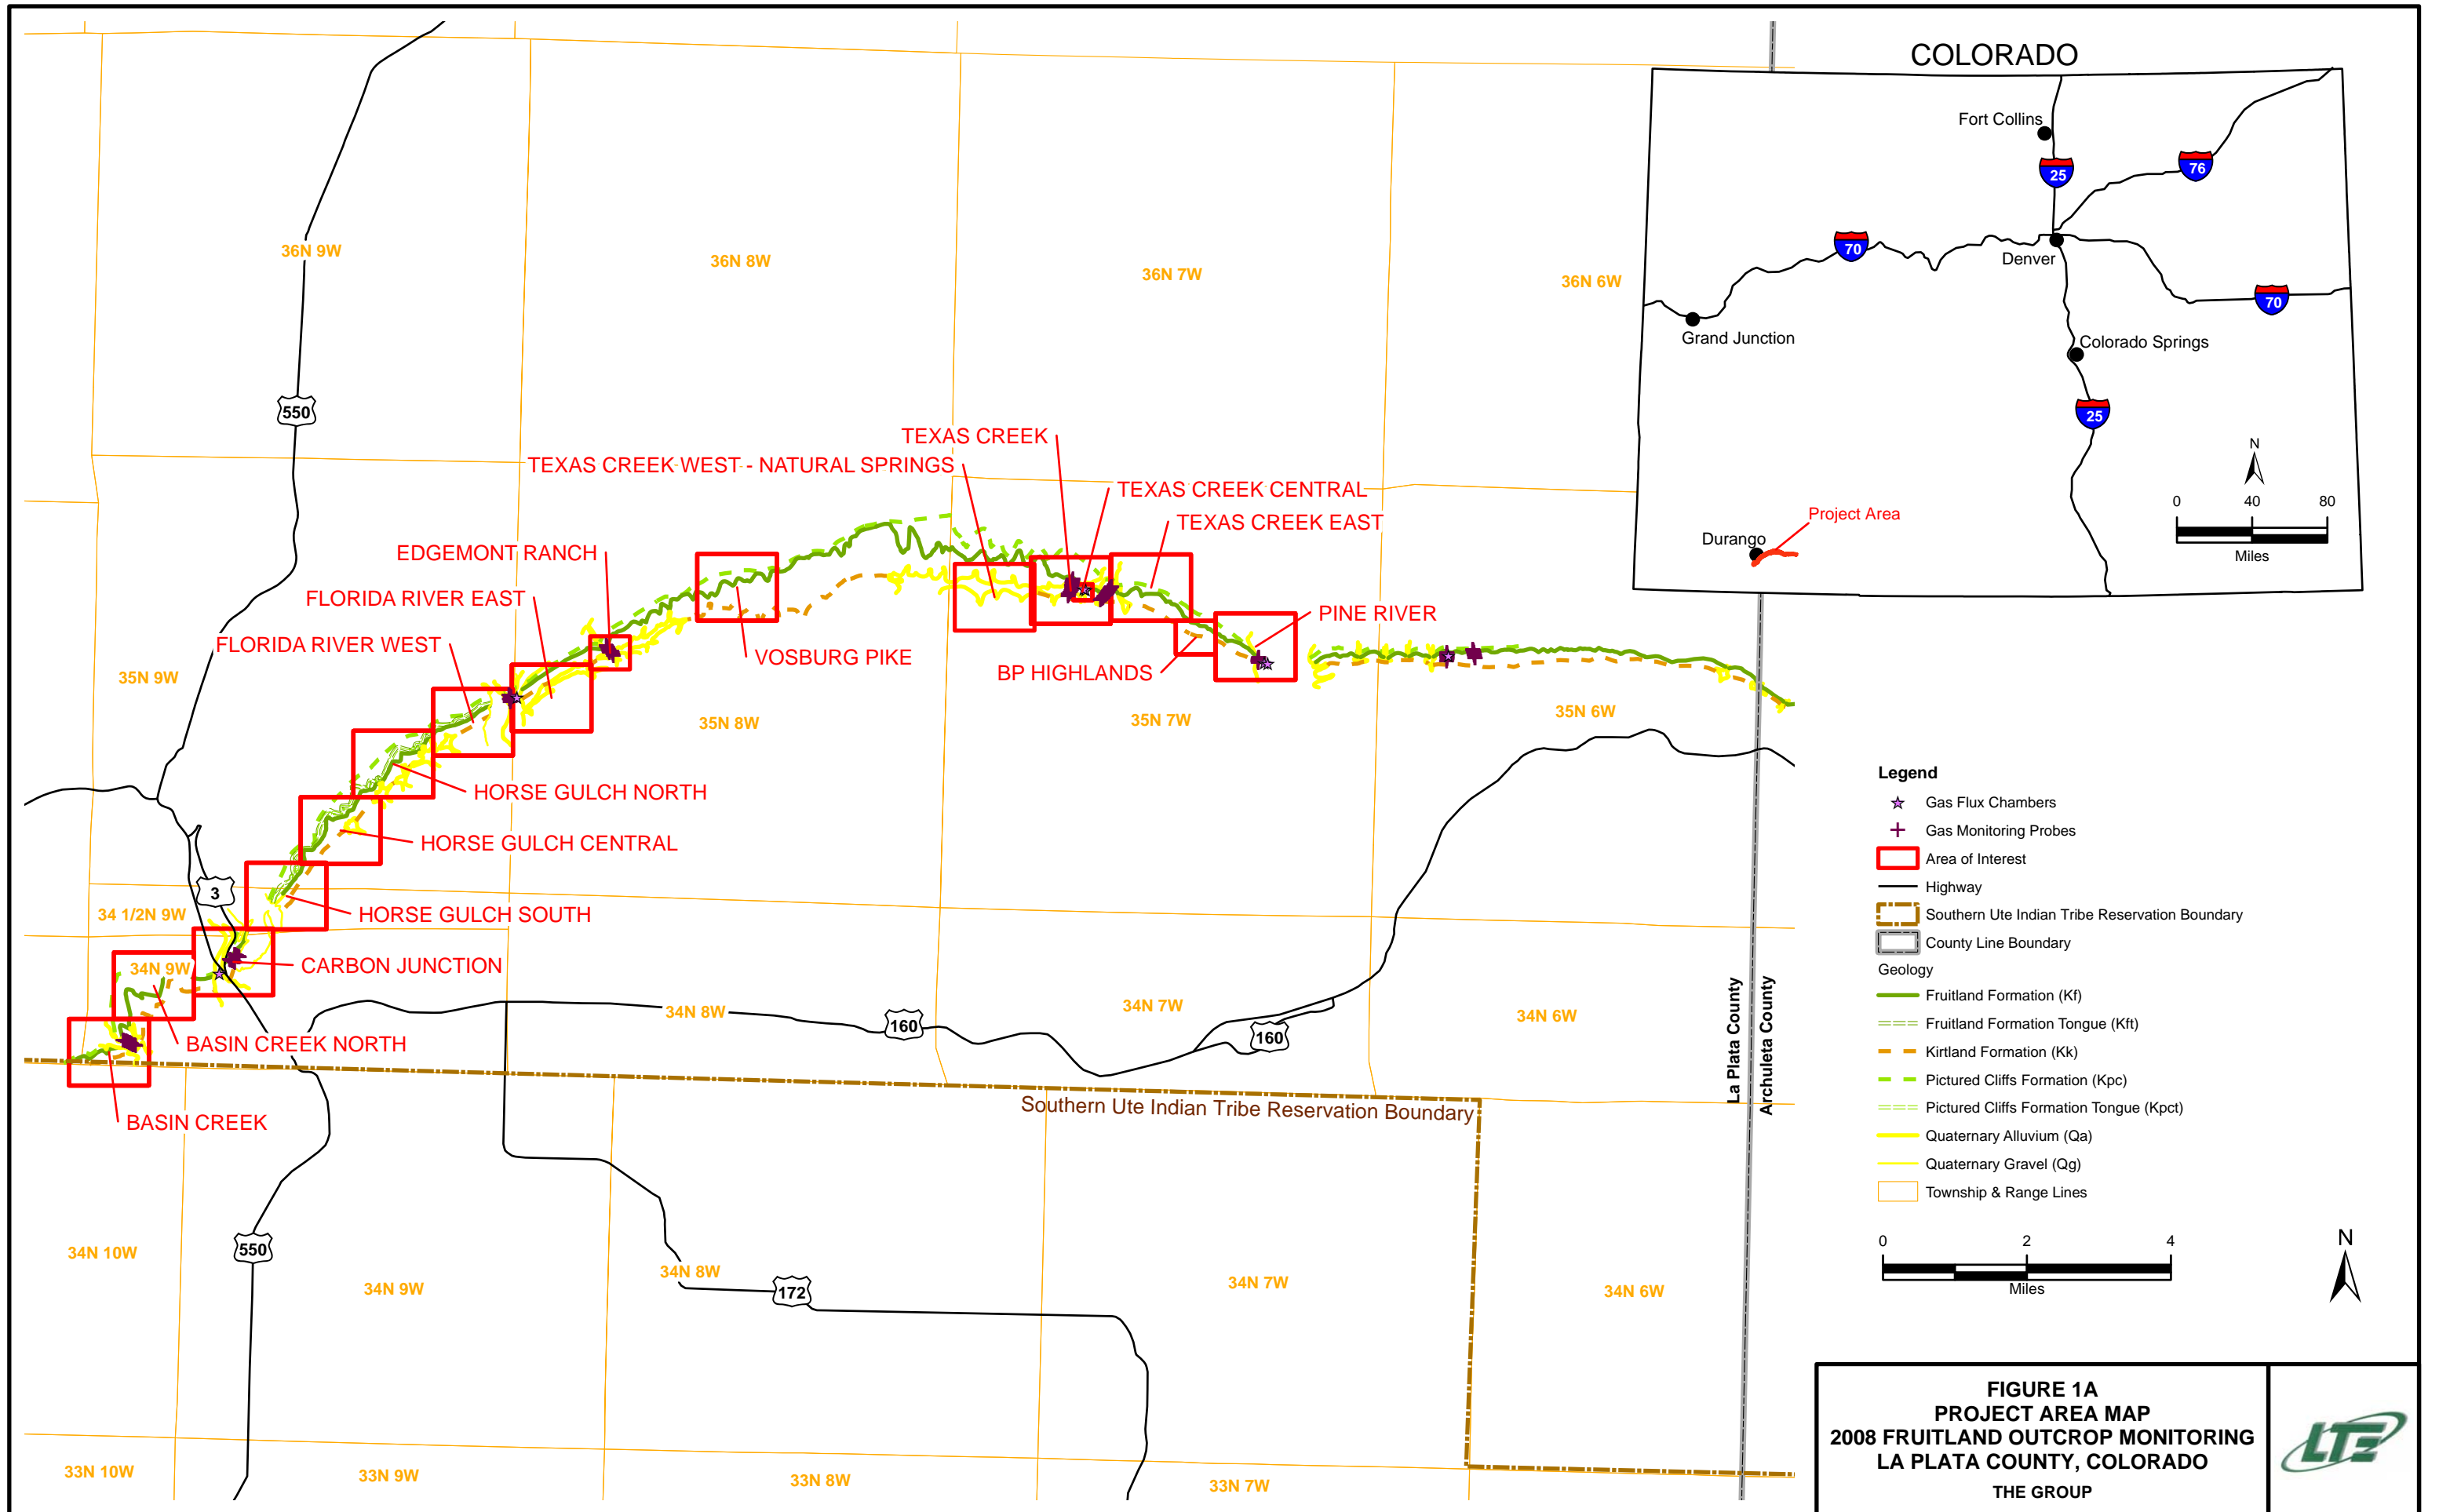 COLORADO
Fort Collins
25
76
70
Denver
70
Grand Junction
Colorado Springs
25
N
0 40 80
Miles
Project Area
Durango
36N 9W
36N 8W
36N 7W
36N 6W
550
TEXAS CREEK
TEXAS CREEK WEST - NATURAL SPRINGS
TEXAS CREEK CENTRAL
TEXAS CREEK EAST
EDGEMONT RANCH
FLORIDA RIVER EAST
FLORIDA RIVER WEST
VOSBURG PIKE
PINE RIVER
BP HIGHLANDS
35N 9W
35N 8W
35N 7W
35N 6W
HORSE GULCH NORTH
HORSE GULCH CENTRAL
3
34 1/2N 9W
HORSE GULCH SOUTH
34N 9W
CARBON JUNCTION
34N 8W
160
34N 7W
160
34N 6W
BASIN CREEK NORTH
BASIN CREEK
La Plata County
Archuleta County
Southern Ute Indian Tribe Reservation Boundary
34N 10W
550
34N 9W
34N 8W
172
34N 7W
34N 6W
33N 10W
33N 9W
33N 8W
33N 7W
Legend
Gas Flux Chambers
Gas Monitoring Probes
Area of Interest
Highway
Southern Ute Indian Tribe Reservation Boundary
County Line Boundary
Geology
Fruitland Formation (Kf)
Fruitland Formation Tongue (Kft)
Kirtland Formation (Kk)
Pictured Cliffs Formation (Kpc)
Pictured Cliffs Formation Tongue (Kpct)
Quaternary Alluvium (Qa)
Quaternary Gravel (Qg)
Township & Range Lines
0 2 4
Miles
N
FIGURE 1A
PROJECT AREA MAP
2008 FRUITLAND OUTCROP MONITORING
LA PLATA COUNTY, COLORADO
THE GROUP
LTE